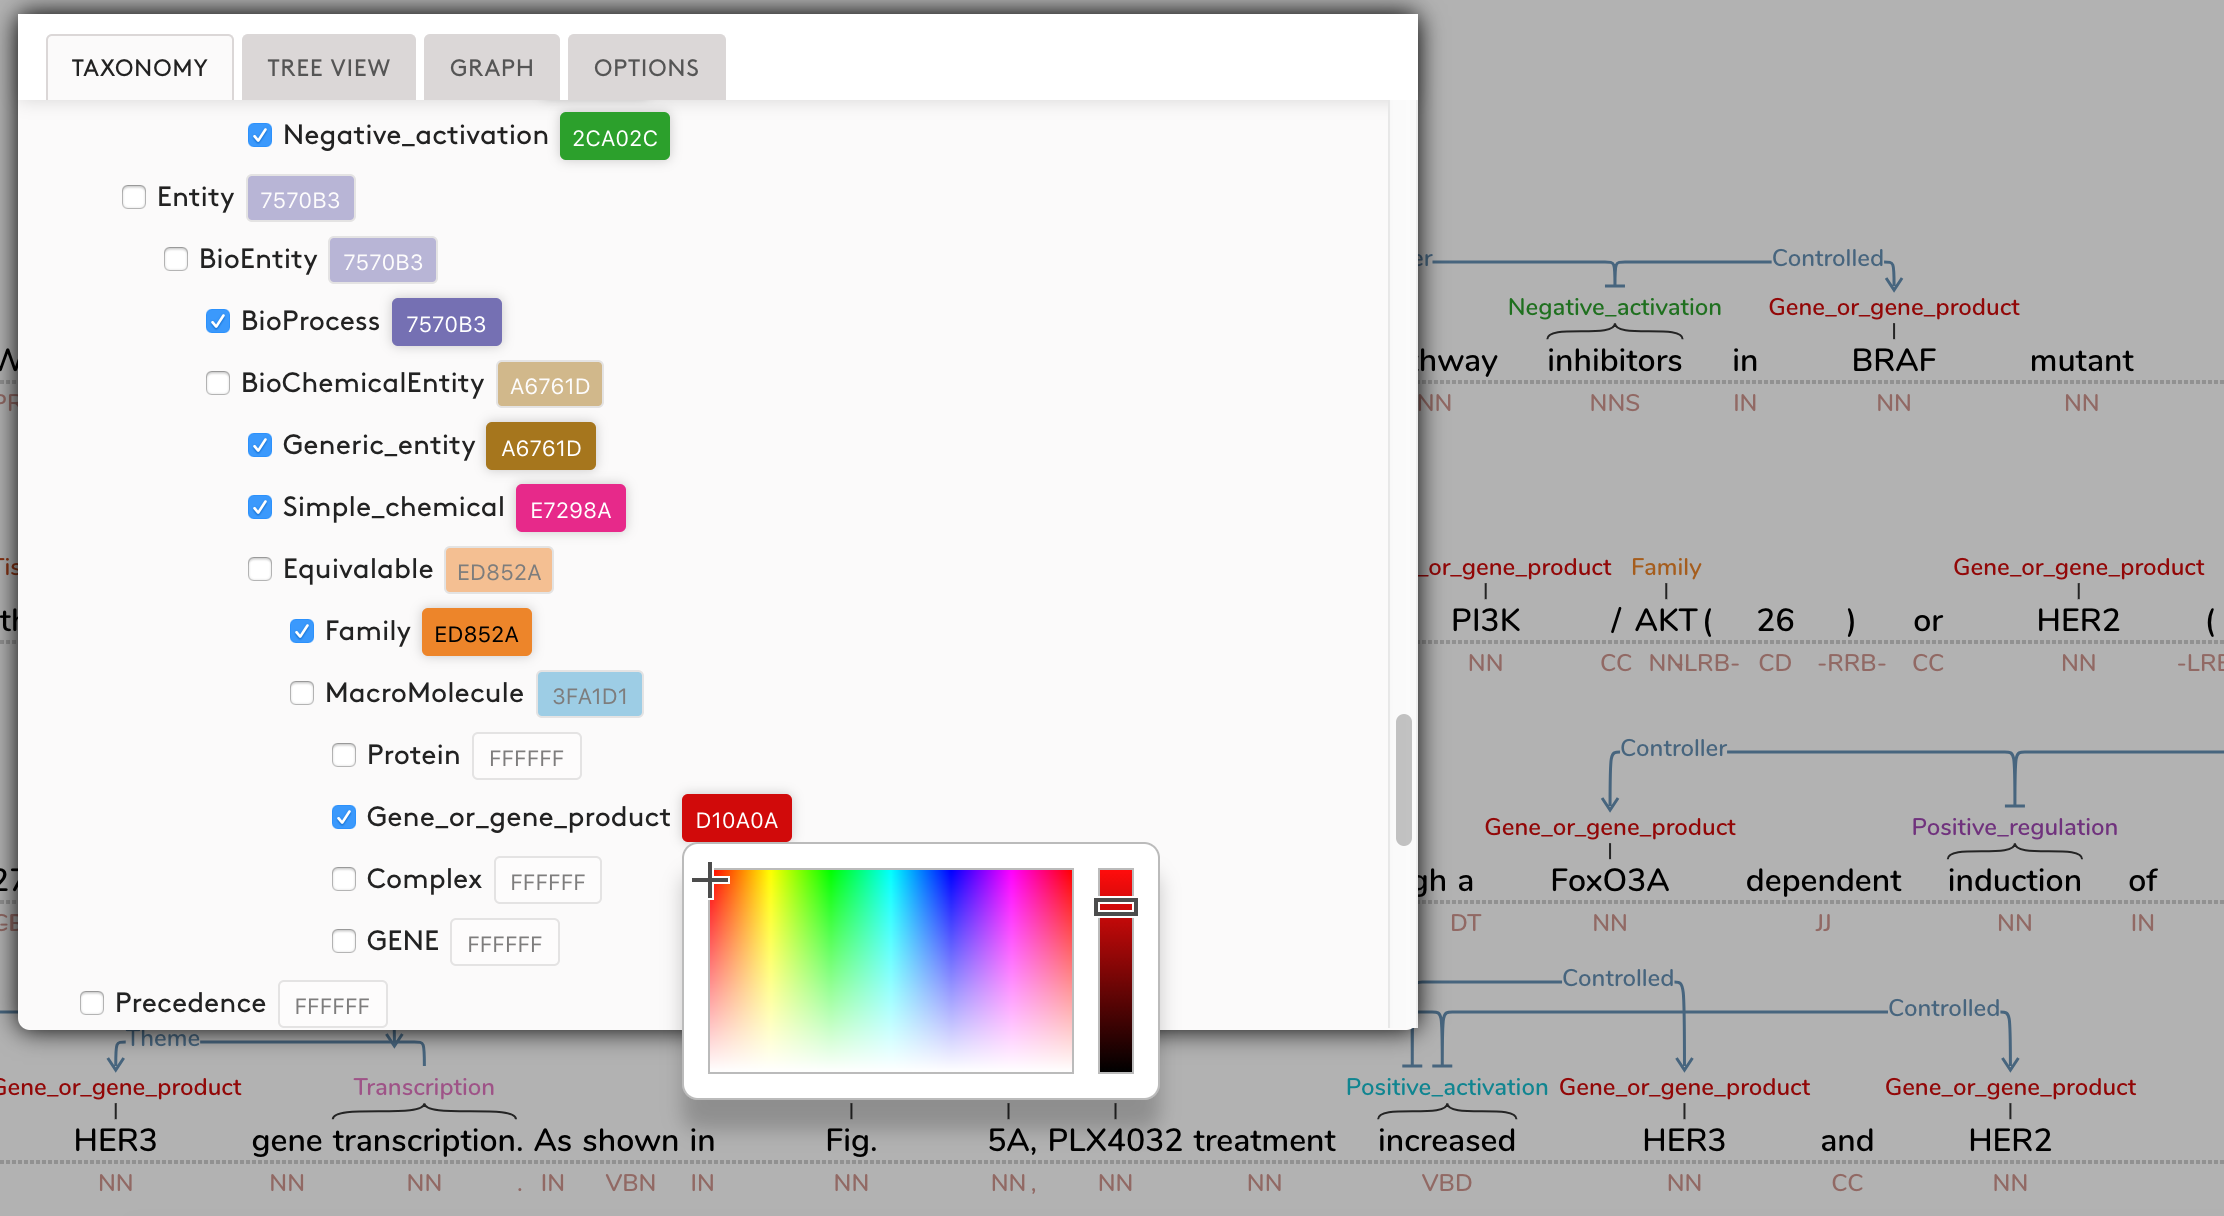 TAXONOMY TREE VIEW GRAPH OPTIONS
Negative_activation 2CA02C
Entity 7570B3
BioEntity 7570B3
BioProcess 7570B3
BioChemicalEntity A6761D
Generic_entity A6761D
Simple_chemical E7298A
Equivalable ED852A
Family ED852A
MacroMolecule 3FA1D1
Protein FFFFFF
Gene_or_gene_product D10A0A
Complex FFFFFF
GENE FFFFFF
Precedence FFFFFF
Controlled
Negative_activation Gene_or_gene_product
inhibitors in BRAF mutant
NN NNS IN NN NN
_or_gene_product Family Gene_or_gene_product
PI3K / AKT ( 26 ) or HER2 (
NN CC NN -LRB- CD -RRB- CC NN
Controller
Gene_or_gene_product Positive_regulation
a FoxO3A dependent induction of
DT NN JJ NN IN
Controlled
Controlled
Theme
Gene_or_gene_product Transcription Positive_activation Gene_or_gene_product Gene_or_gene_product
HER3 gene transcription. As shown in Fig. 5A, PLX4032 treatment increased HER3 and HER2
NN NN NN . IN VBN IN NN NN , NN NN VBD NN CC NN